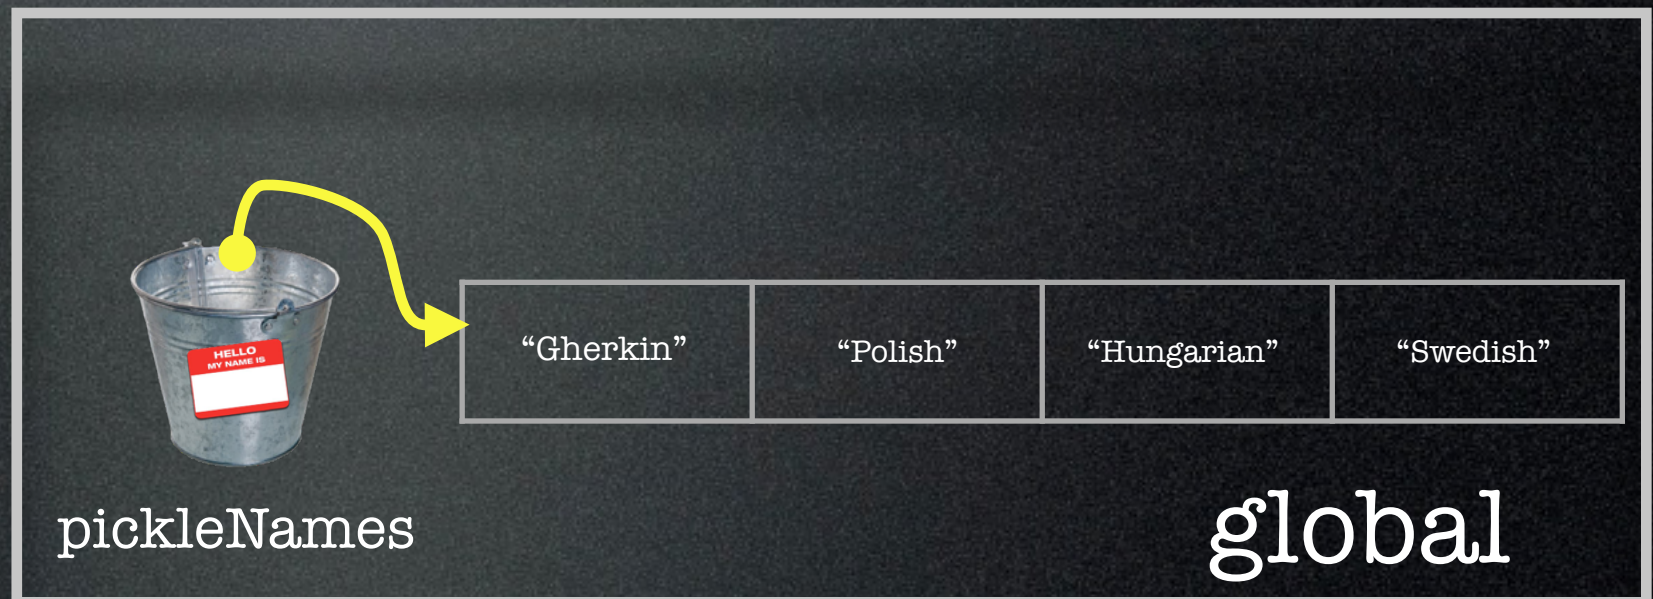 HELLO
MY NAME IS
“Gherkin”
“Polish”
“Hungarian”
“Swedish”
pickleNames
global